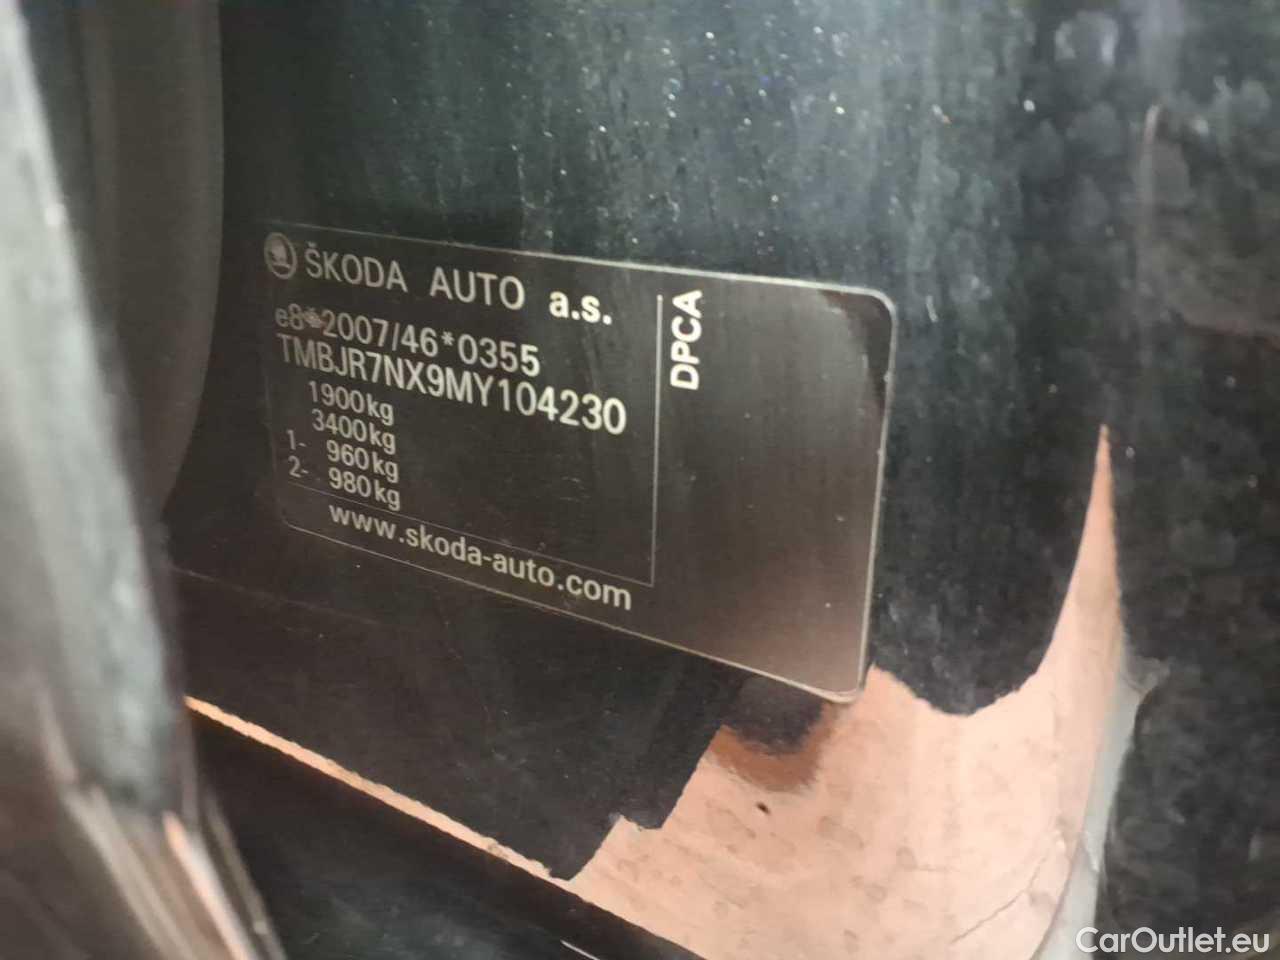 ŠKODA AUTO a.s.
e8*2007/46*0355
TMBJR7NX9MY104230
1900kg
3400kg
1- 960kg
2- 980kg
www.skoda-auto.com
DPCA
CarOutlet.eu